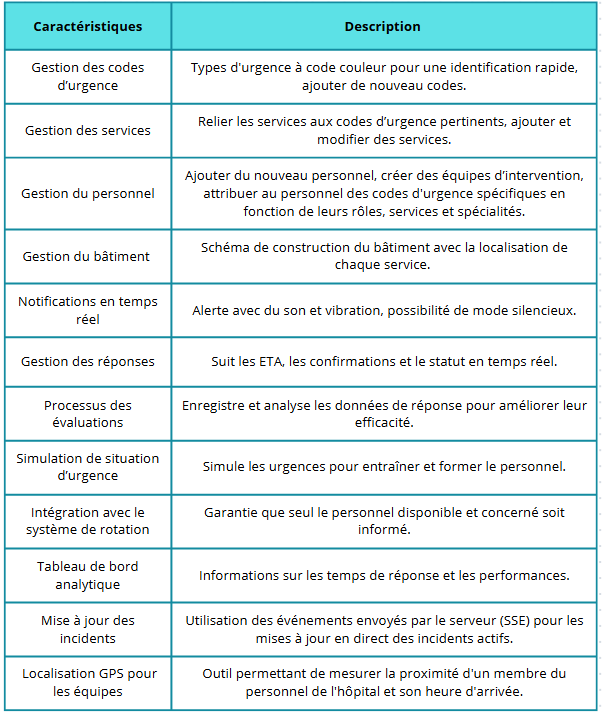 Caractéristiques
Description
Gestion des codes
d’urgence
Types d'urgence à code couleur pour une identification rapide,
ajouter de nouveau codes.
Gestion des services
Relier les services aux codes d’urgence pertinents, ajouter et
modifier des services.
Gestion du personnel
Ajouter du nouveau personnel, créer des équipes d’intervention,
attribuer au personnel des codes d'urgence spécifiques en
fonction de leurs rôles, services et spécialités.
Gestion du bâtiment
Schéma de construction du bâtiment avec la localisation de
chaque service.
Notifications en temps
réel
Alerte avec du son et vibration, possibilité de mode silencieux.
Gestion des réponses
Suit les ETA, les confirmations et le statut en temps réel.
Processus des
évaluations
Enregistre et analyse les données de réponse pour améliorer leur
efficacité.
Simulation de situation
d’urgence
Simule les urgences pour entraîner et former le personnel.
Intégration avec le
système de rotation
Garantie que seul le personnel disponible et concerné soit
informé.
Tableau de bord
analytique
Informations sur les temps de réponse et les performances.
Mise à jour des
incidents
Utilisation des événements envoyés par le serveur (SSE) pour les
mises à jour en direct des incidents actifs.
Localisation GPS pour
les équipes
Outil permettant de mesurer la proximité d'un membre du
personnel de l'hôpital et son heure d'arrivée.